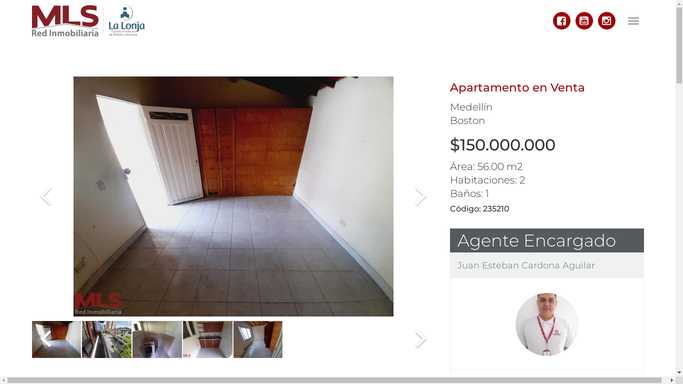 MLS
Red Inmobiliaria
La Lonja
Apartamento en Venta
Medellín
Boston
$150.000.000
Área: 56.00 m2
Habitaciones: 2
Baños: 1
Código: 235210
Agente Encargado
Juan Esteban Cardona Aguilar
MLS
Red Inmobiliaria